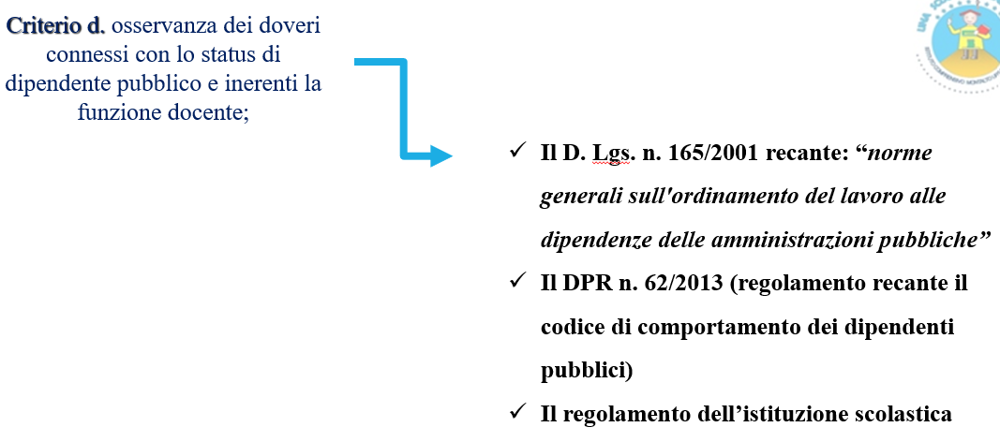 Criterio d. osservanza dei doveri
connessi con lo status di
dipendente pubblico e inerenti la
funzione docente;
UNA
✓ Il D. Lgs. n. 165/2001 recante: “norme
generali sull'ordinamento del lavoro alle
dipendenze delle amministrazioni pubbliche”
✓ Il DPR n. 62/2013 (regolamento recante il
codice di comportamento dei dipendenti
pubblici)
✓ Il regolamento dell’istituzione scolastica